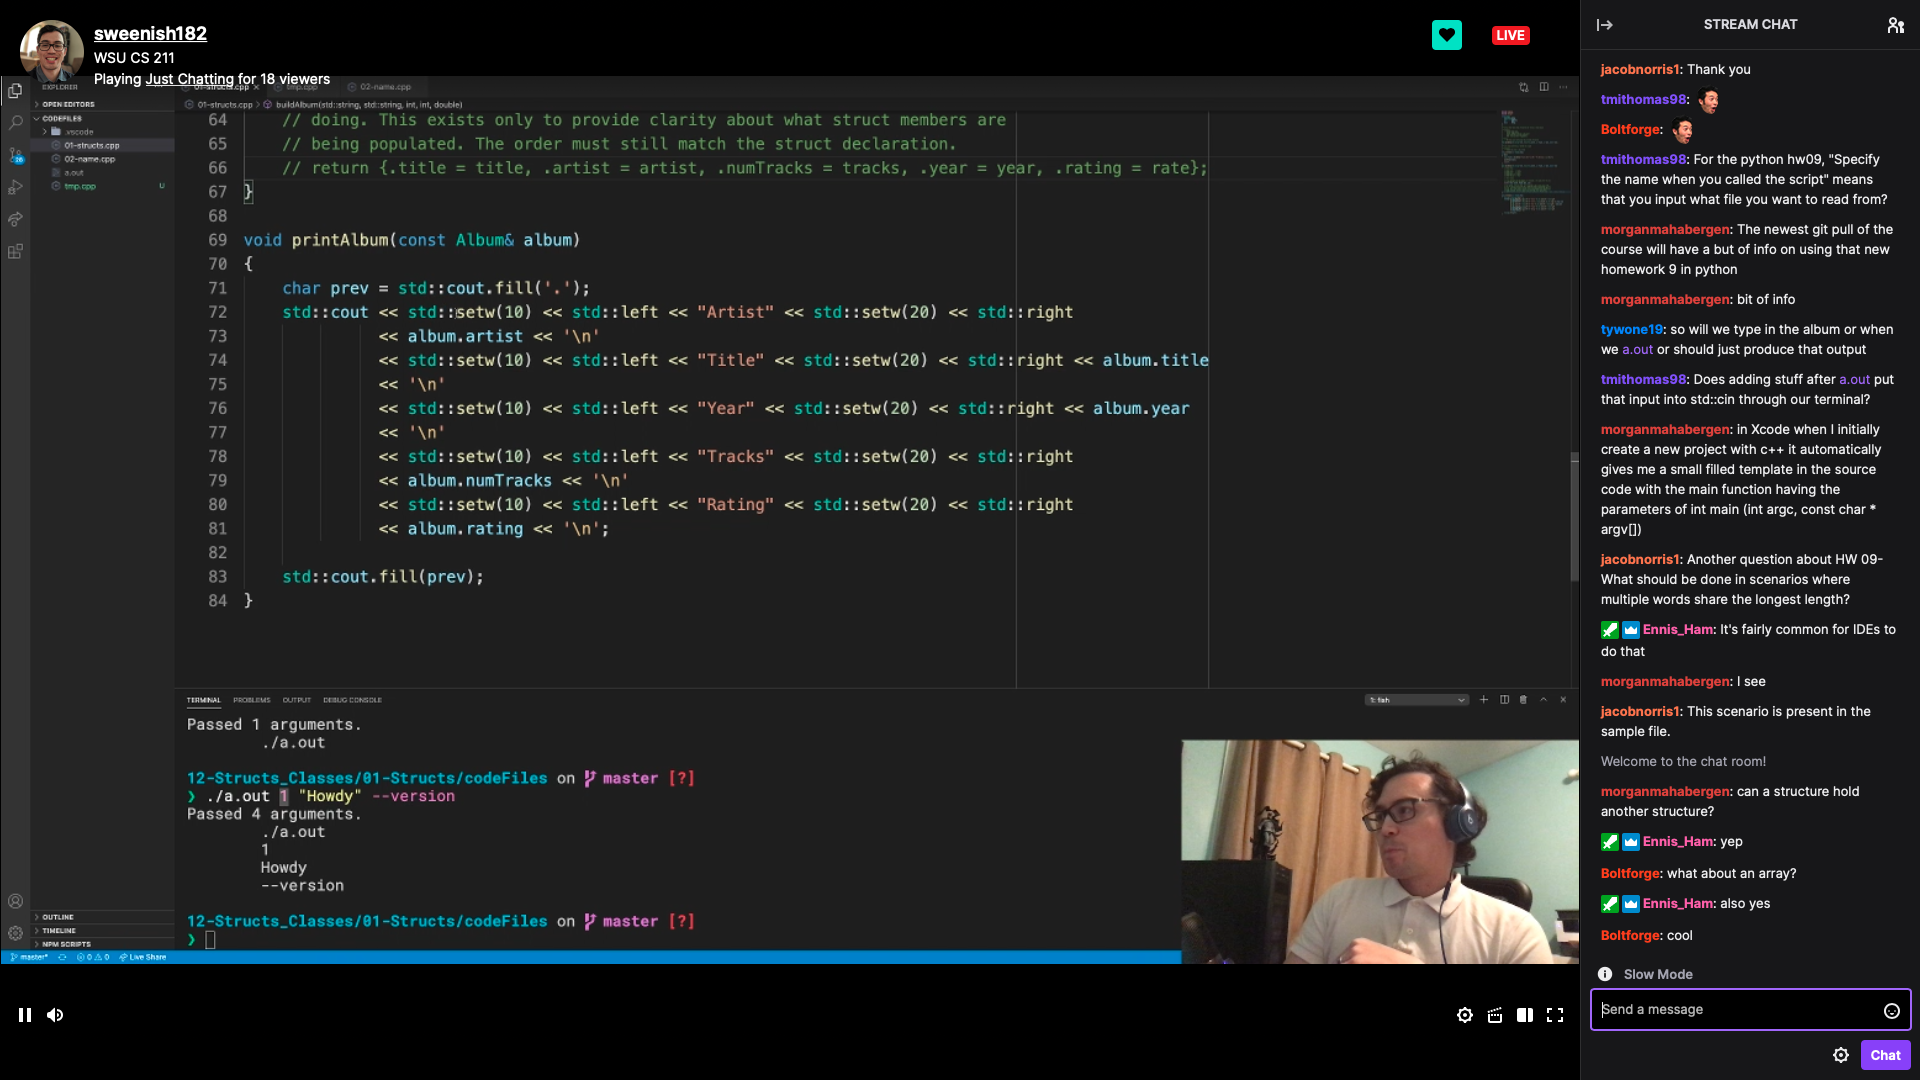 sweenish182
WSU CS 211
Playing Just Chatting for 18 viewers
LIVE
EXPLORER
OPEN EDITORS
CODEFILES
.vscode
01-structs.cpp
02-name.cpp
a.out
tmp.cpp U
OUTLINE
TIMELINE
NPM SCRIPTS
01-structs.cpp tmp.cpp 02-name.cpp
01-structs.cpp > buildAlbum(std::string, std::string, int, int, double)
64 // doing. This exists only to provide clarity about what struct members are
65 // being populated. The order must still match the struct declaration.
66 // return {.title = title, .artist = artist, .numTracks = tracks, .year = year, .rating = rate};
67 }
68
69 void printAlbum(const Album& album)
70 {
71 char prev = std::cout.fill('.');
72 std::cout << std::setw(10) << std::left << "Artist" << std::setw(20) << std::right
73 << album.artist << '\n'
74 << std::setw(10) << std::left << "Title" << std::setw(20) << std::right << album.title
75 << '\n'
76 << std::setw(10) << std::left << "Year" << std::setw(20) << std::right << album.year
77 << '\n'
78 << std::setw(10) << std::left << "Tracks" << std::setw(20) << std::right
79 << album.numTracks << '\n'
80 << std::setw(10) << std::left << "Rating" << std::setw(20) << std::right
81 << album.rating << '\n';
82
83 std::cout.fill(prev);
84 }
TERMINAL PROBLEMS OUTPUT DEBUG CONSOLE
1: fish
Passed 1 arguments.
./a.out
12-Structs_Classes/01-Structs/codeFiles on master [?]
❯ ./a.out 1 "Howdy" --version
Passed 4 arguments.
./a.out
1
Howdy
--version
12-Structs_Classes/01-Structs/codeFiles on master [?]
❯
master* 0 0 Live Share
STREAM CHAT
jacobnorris1: Thank you
tmithomas98:
Boltforge:
tmithomas98: For the python hw09, "Specify
the name when you called the script" means
that you input what file you want to read from?
morganmahabergen: The newest git pull of the
course will have a but of info on using that new
homework 9 in python
morganmahabergen: bit of info
tywone19: so will we type in the album or when
we a.out or should just produce that output
tmithomas98: Does adding stuff after a.out put
that input into std::cin through our terminal?
morganmahabergen: in Xcode when I initially
create a new project with c++ it automatically
gives me a small filled template in the source
code with the main function having the
parameters of int main (int argc, const char *
argv[])
jacobnorris1: Another question about HW 09-
What should be done in scenarios where
multiple words share the longest length?
Ennis_Ham: It's fairly common for IDEs to
do that
morganmahabergen: I see
jacobnorris1: This scenario is present in the
sample file.
Welcome to the chat room!
morganmahabergen: can a structure hold
another structure?
Ennis_Ham: yep
Boltforge: what about an array?
Ennis_Ham: also yes
Boltforge: cool
Slow Mode
Send a message
Chat